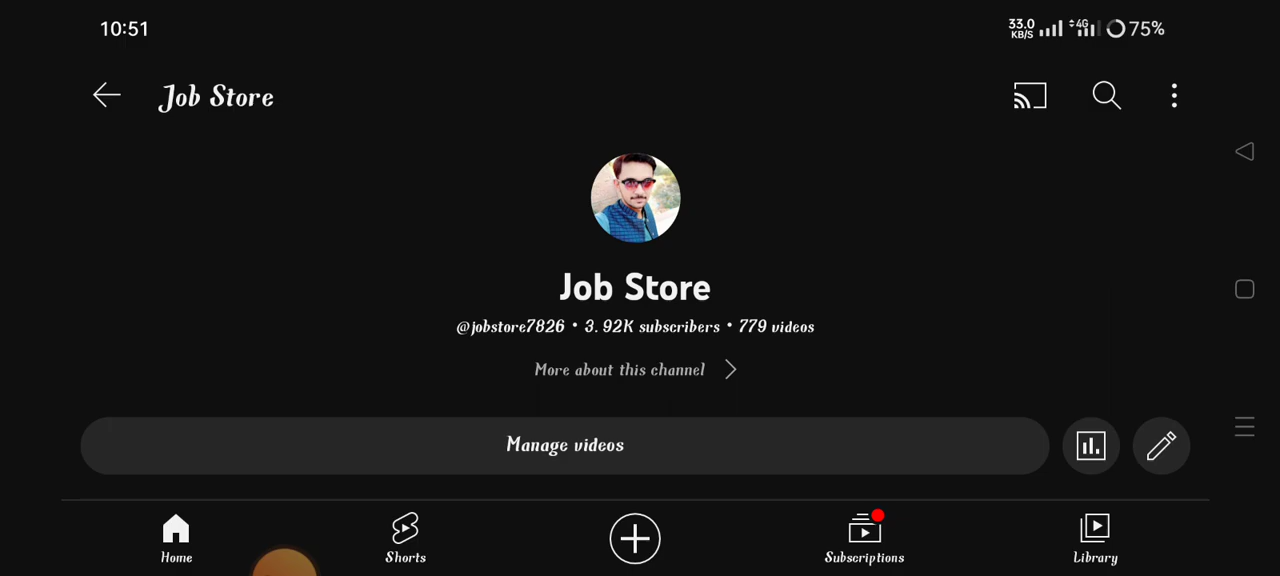 10:51
33.0 KB/S 4G 75%
Job Store
Job Store
@jobstore7826 • 3.92K subscribers • 779 videos
More about this channel
Manage videos
Home Shorts Subscriptions Library